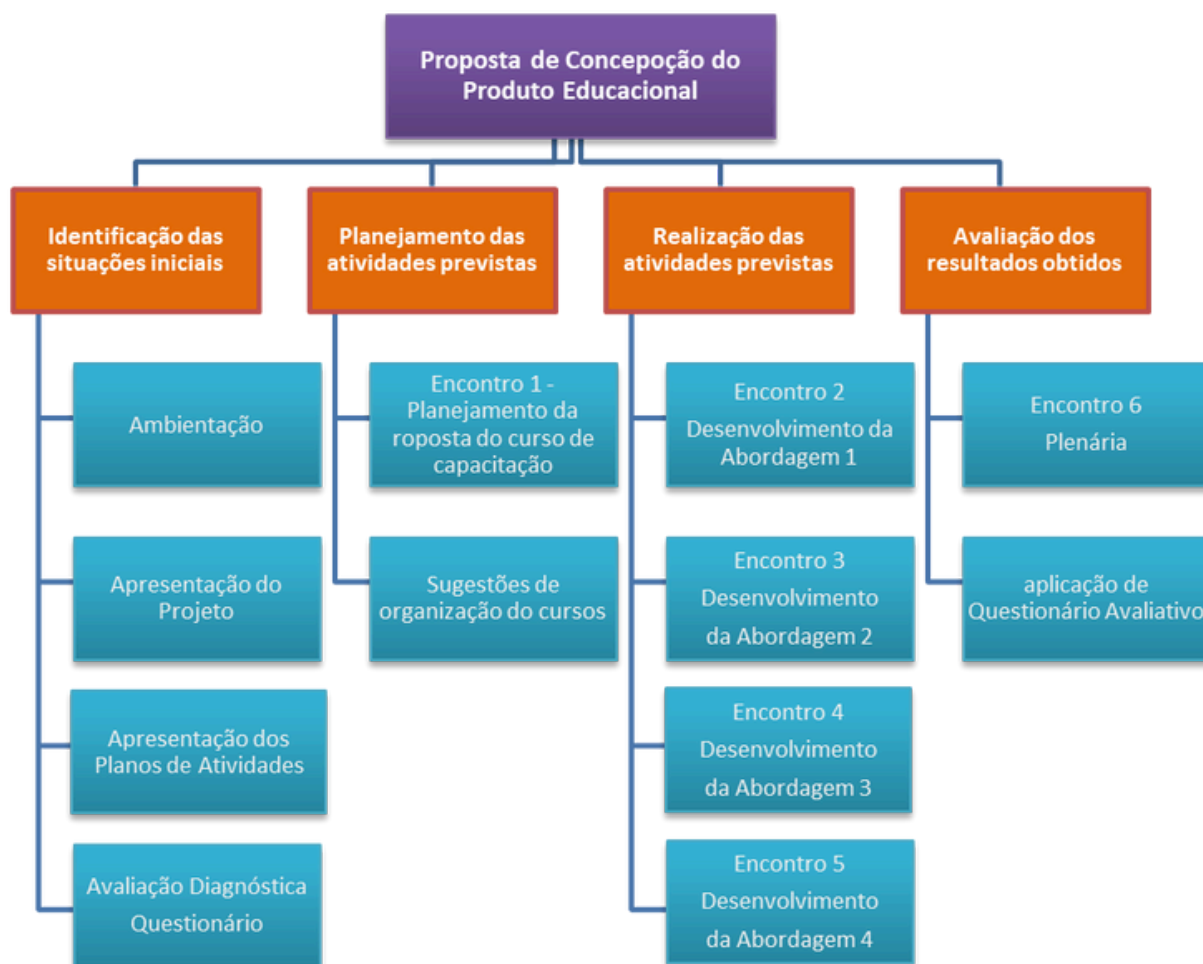 Proposta de Concepoção do
Produto Educacional
Identificação das
situações iniciais
Ambientação
Apresentação do
Projeto
Apresentação dos
Planos de Atividades
Avaliação Diagnóstica
Questionário
Planejamento das
atividades previstas
Encontro 1 -
Planejamento da
roposta do curso de
capacitação
Sugestões de
organização do cursos
Realização das
atividades previstas
Encontro 2
Desenvolvimento da
Abordagem 1
Encontro 3
Desenvolvimento
da Abordagem 2
Encontro 4
Desenvolvimento
da Abordagem 3
Encontro 5
Desenvolvimento
da Abordagem 4
Avaliação dos
resultados obtidos
Encontro 6
Plenária
aplicação de
Questionário Avaliativo